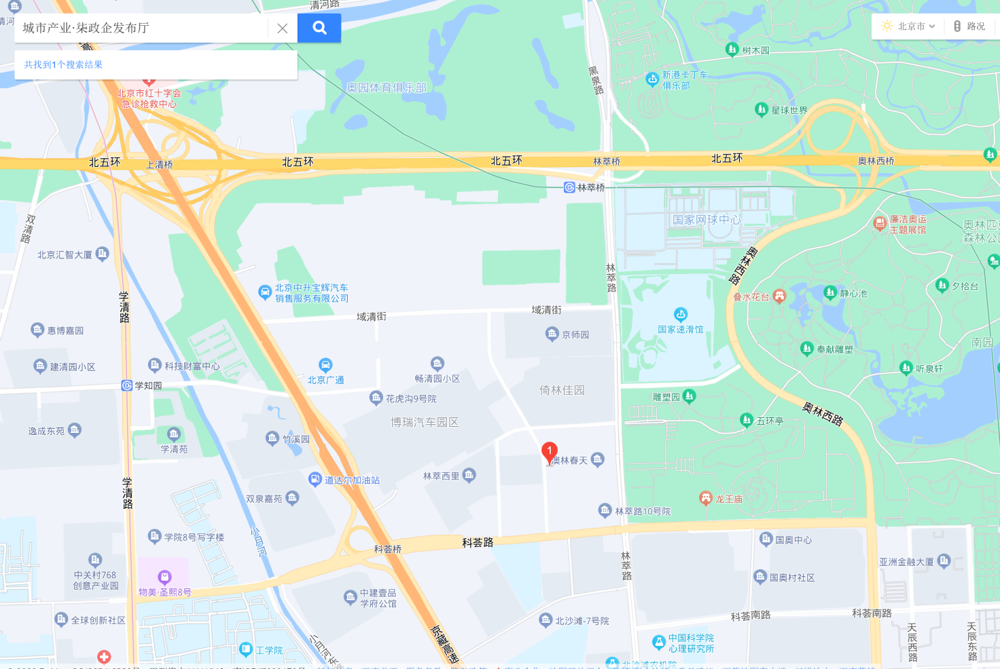 清河路
城市产业·柒政企发布厅
共找到1个搜索结果
北京市
路况
北京市红十字会
急诊抢救中心
奥园体育俱乐部
黑泉路
树木园
新港卡丁车
俱乐部
星球世界
北五环
上清桥
北五环
北五环
林萃桥
北五环
奥林西桥
林萃桥
双清路
国家网球中心
廉洁奥运
主题展馆
北京汇智大厦
奥林西路
林萃路
北京中升宝辉汽车
销售服务有限公司
叠水花台
静心池
夕拾台
学清路
域清街
域清街
惠博嘉园
京师园
国家速滑馆
南园
奉献雕塑
建清园小区
科技财富中心
北京广通
畅清园小区
听泉轩
学知园
花虎沟9号院
倚林佳园
雕塑园
奥林西路
博瑞汽车园区
五环亭
逸成东苑
学清苑
竹溪园
1
澳林春天
林萃西里
道达尔加油站
学清路
双泉嘉苑
龙王庙
林萃路10号院
小月河
学院8号写字楼
科荟桥
科荟路
国奥中心
林萃路
亚洲金融大厦
中关村768
创意产业园
物美·圣熙8号
国奥村社区
中建壹品
学府公馆
全球创新社区
北沙滩-7号院
科荟南路
科荟南路
京藏高速
小月河东
天辰西路
天辰东路
中国科学院
心理研究所
工学院
北沙滩农机院